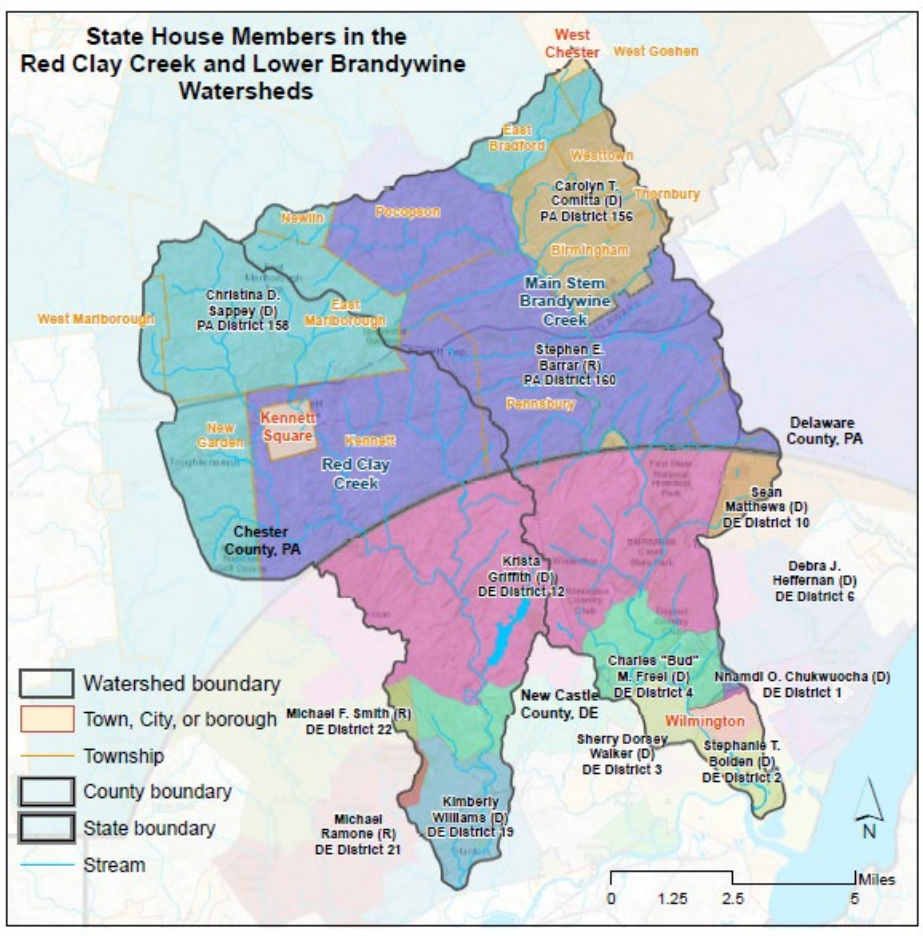 State House Members in the
Red Clay Creek and Lower Brandywine
Watersheds
West
Chester
West Goshen
East
Bradford
Westtown
Carolyn T.
Comitta (D)
PA District 156
Thornbury
Newlin
Pocopson
Birmingham
Main Stem
Brandywine
Creek
Christina D.
Sappey (D)
PA District 158
West Marlborough
East
Marlborough
Stephen E.
Barrar (R)
PA District 160
Pennsbury
New
Garden
Kennett
Square
Kennett
Red Clay
Creek
Delaware
County, PA
Chester
County, PA
Sean
Matthews (D)
DE District 10
Krista
Griffith (D))
DE District 12
Debra J.
Heffernan (D)
DE District 6
Charles "Bud"
M. Freel (D)
DE District 4
Nnamdi O. Chukwuocha (D)
DE District 1
New Castle
County, DE
Michael F. Smith (R)
DE District 22
Wilmington
Sherry Dorsey
Walker (D)
DE District 3
Stephanie T.
Bolden (D)
DE District 2
Michael
Ramone (R)
DE District 21
Kimberly
Williams (D)
DE District 19
Watershed boundary
Town, City, or borough
Township
County boundary
State boundary
Stream
N
Miles
0 1.25 2.5 5